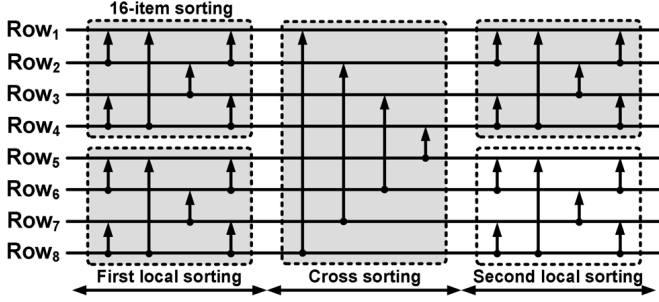 16-item sorting
Row1
Row2
Row3
Row4
Row5
Row6
Row7
Row8
First local sorting Cross sorting Second local sorting